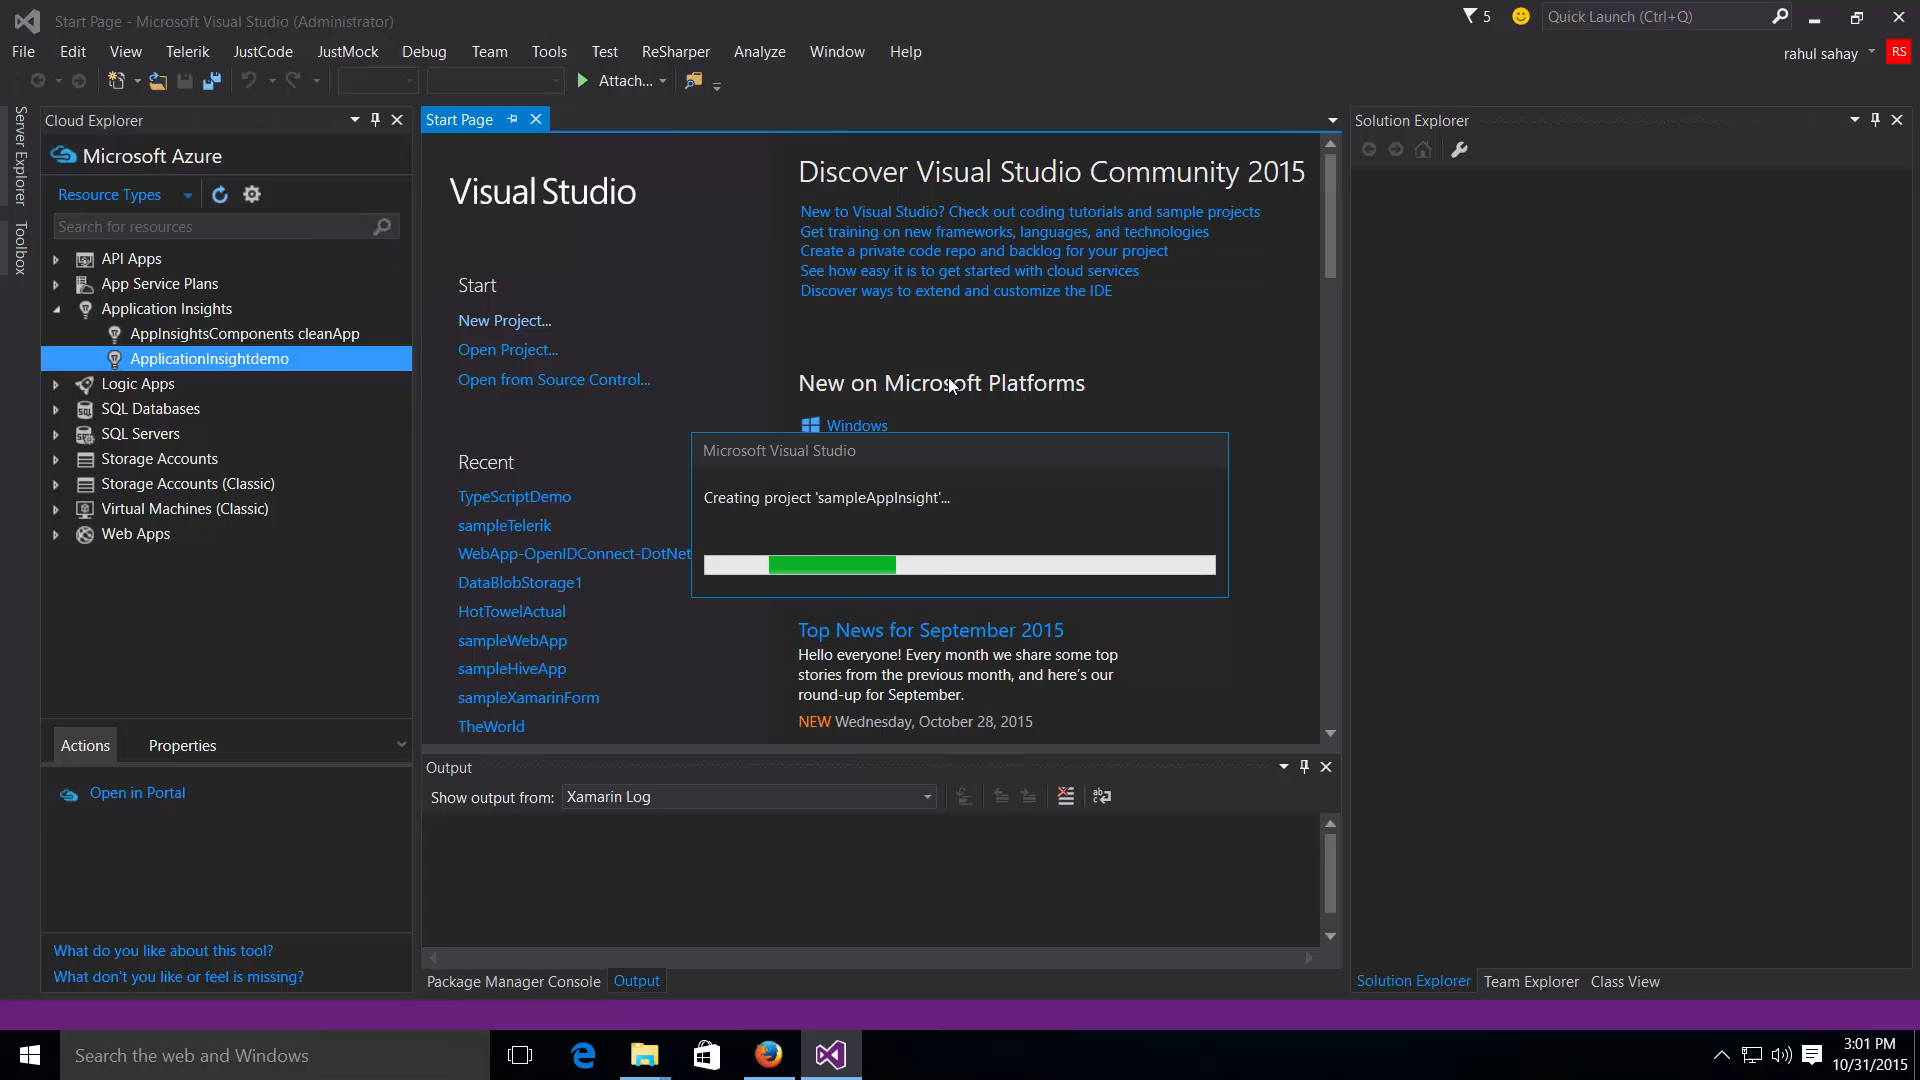 Start Page - Microsoft Visual Studio (Administrator)
5
Quick Launch (Ctrl+Q)
File Edit View Telerik JustCode JustMock Debug Team Tools Test ReSharper Analyze Window Help
rahul sahay
RS
Attach...
Server Explorer
Toolbox
Cloud Explorer
Microsoft Azure
Resource Types
Search for resources
API Apps
App Service Plans
Application Insights
AppInsightsComponents cleanApp
ApplicationInsightdemo
Logic Apps
SQL Databases
SQL Servers
Storage Accounts
Storage Accounts (Classic)
Virtual Machines (Classic)
Web Apps
Actions Properties
Open in Portal
What do you like about this tool?
What don't you like or feel is missing?
Start Page
Visual Studio
Start
New Project...
Open Project...
Open from Source Control...
Recent
TypeScriptDemo
sampleTelerik
WebApp-OpenIDConnect-DotNet
DataBlobStorage1
HotTowelActual
sampleWebApp
sampleHiveApp
sampleXamarinForm
TheWorld
Discover Visual Studio Community 2015
New to Visual Studio? Check out coding tutorials and sample projects
Get training on new frameworks, languages, and technologies
Create a private code repo and backlog for your project
See how easy it is to get started with cloud services
Discover ways to extend and customize the IDE
New on Microsoft Platforms
Windows
Microsoft Visual Studio
Creating project 'sampleAppInsight'...
Top News for September 2015
Hello everyone! Every month we share some top
stories from the previous month, and here's our
round-up for September.
NEW Wednesday, October 28, 2015
Output
Show output from: Xamarin Log
Package Manager Console Output
Solution Explorer
Solution Explorer Team Explorer Class View
Search the web and Windows
3:01 PM
10/31/2015